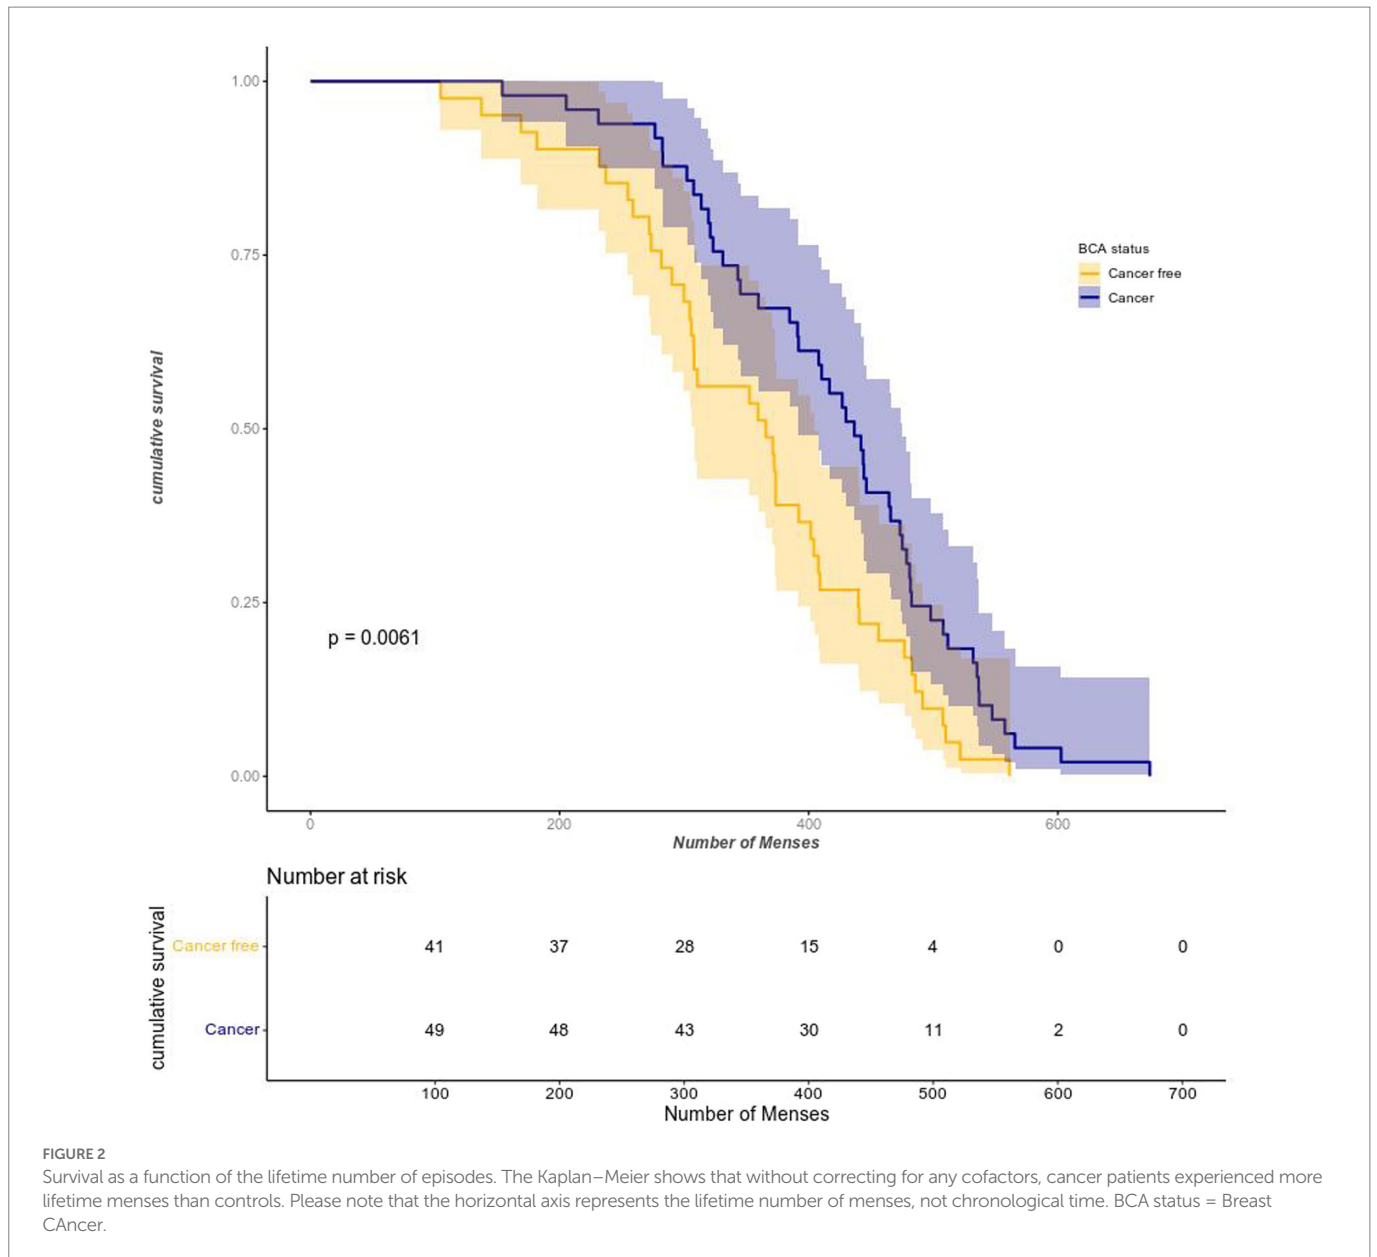 1.00
0.75
0.50
0.25
0.00
cumulative survival
p = 0.0061
BCA status
Cancer free
Cancer
0 200 400 600
Number of Menses
Number at risk
cumulative survival
Cancer free 41 37 28 15 4 0 0
Cancer 49 48 43 30 11 2 0
100 200 300 400 500 600 700
Number of Menses
FIGURE 2
Survival as a function of the lifetime number of episodes. The Kaplan–Meier shows that without correcting for any cofactors, cancer patients experienced more
lifetime menses than controls. Please note that the horizontal axis represents the lifetime number of menses, not chronological time. BCA status = Breast
CAncer.